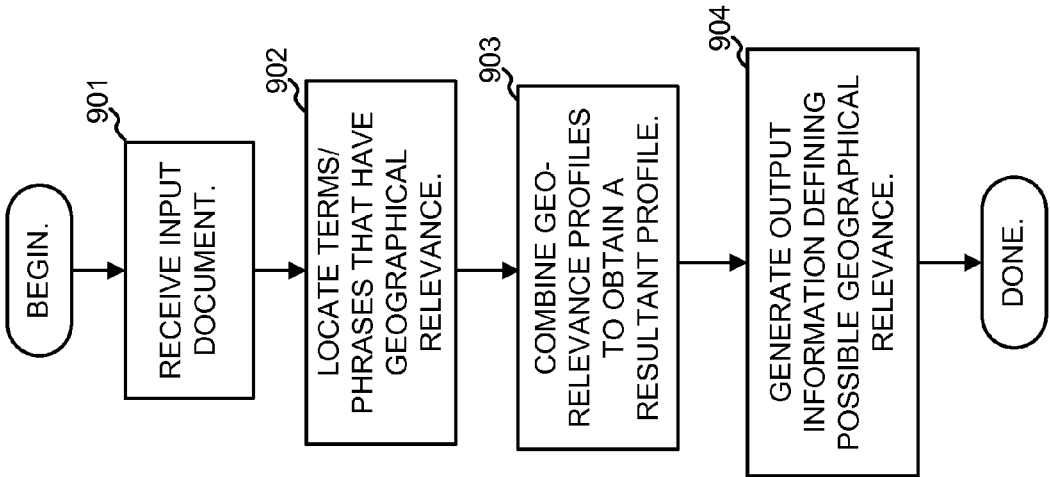 BEGIN.
901
RECEIVE INPUT
DOCUMENT.
902
LOCATE TERMS/
PHRASES THAT HAVE
GEOGRAPHICAL
RELEVANCE.
903
COMBINE GEO-
RELEVANCE PROFILES
TO OBTAIN A
RESULTANT PROFILE.
904
GENERATE OUTPUT
INFORMATION DEFINING
POSSIBLE GEOGRAPHICAL
RELEVANCE.
DONE.